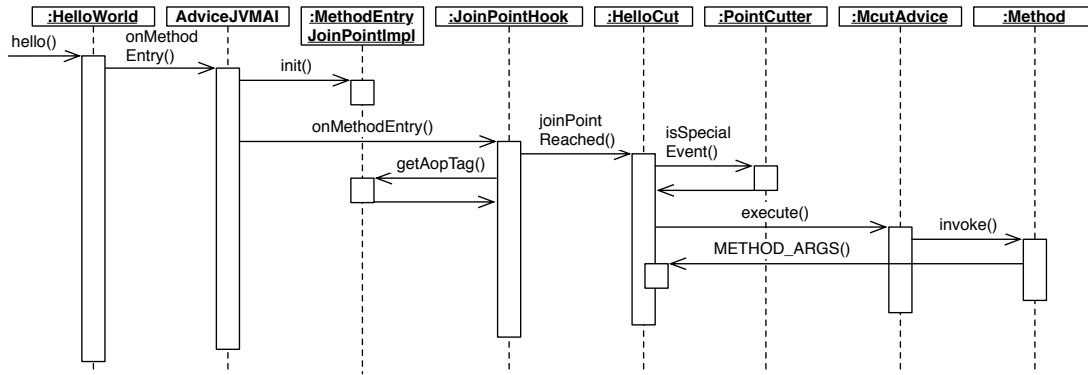 :HelloWorld
AdviceJVMAI
:MethodEntry
JoinPointImpl
:JoinPointHook
:HelloCut
:PointCutter
:McutAdvice
:Method
hello()
onMethod
Entry()
init()
onMethodEntry()
joinPoint
Reached()
isSpecial
Event()
getAopTag()
execute()
invoke()
METHOD_ARGS()